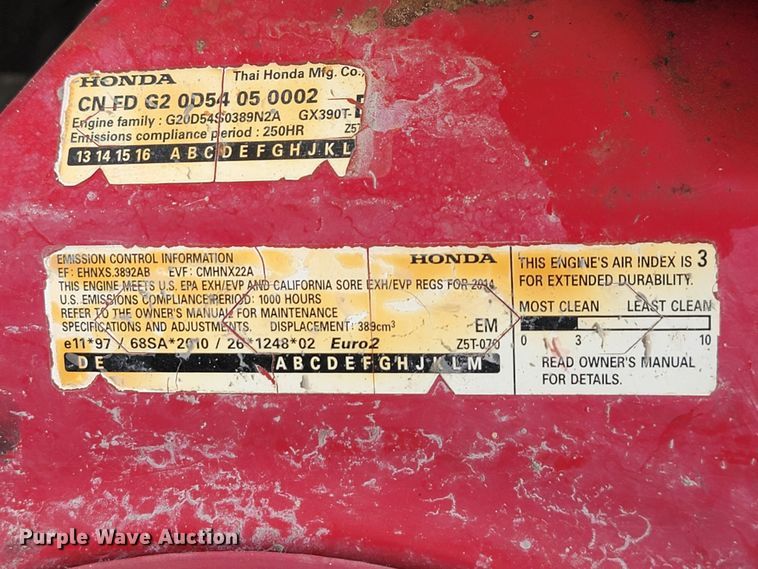 HONDA Thai Honda Mfg. Co.,
CN FD G2 0D54 05 0002
Engine family : G20D54S0389N2A GX390T-
Emissions compliance period : 250HR Z5T
13 14 15 16 A B C D E F G H J K L
EMISSION CONTROL INFORMATION HONDA
EF: EHNXS.3892AB EVF: CMHNX22A
THIS ENGINE MEETS U.S. EPA EXH/EVP AND CALIFORNIA SORE EXH/EVP REGS FOR 2014
U.S. EMISSIONS COMPLIANCE PERIOD: 1000 HOURS
REFER TO THE OWNER'S MANUAL FOR MAINTENANCE
SPECIFICATIONS AND ADJUSTMENTS. DISPLACEMENT: 389cm³ EM
e11*97 / 68SA*2010 / 26*1248*02 Euro2 Z5T-070
D E A B C D E F G H J K L M
THIS ENGINE'S AIR INDEX IS 3
FOR EXTENDED DURABILITY.
MOST CLEAN LEAST CLEAN
0 3 10
READ OWNER'S MANUAL
FOR DETAILS.
Purple Wave Auction